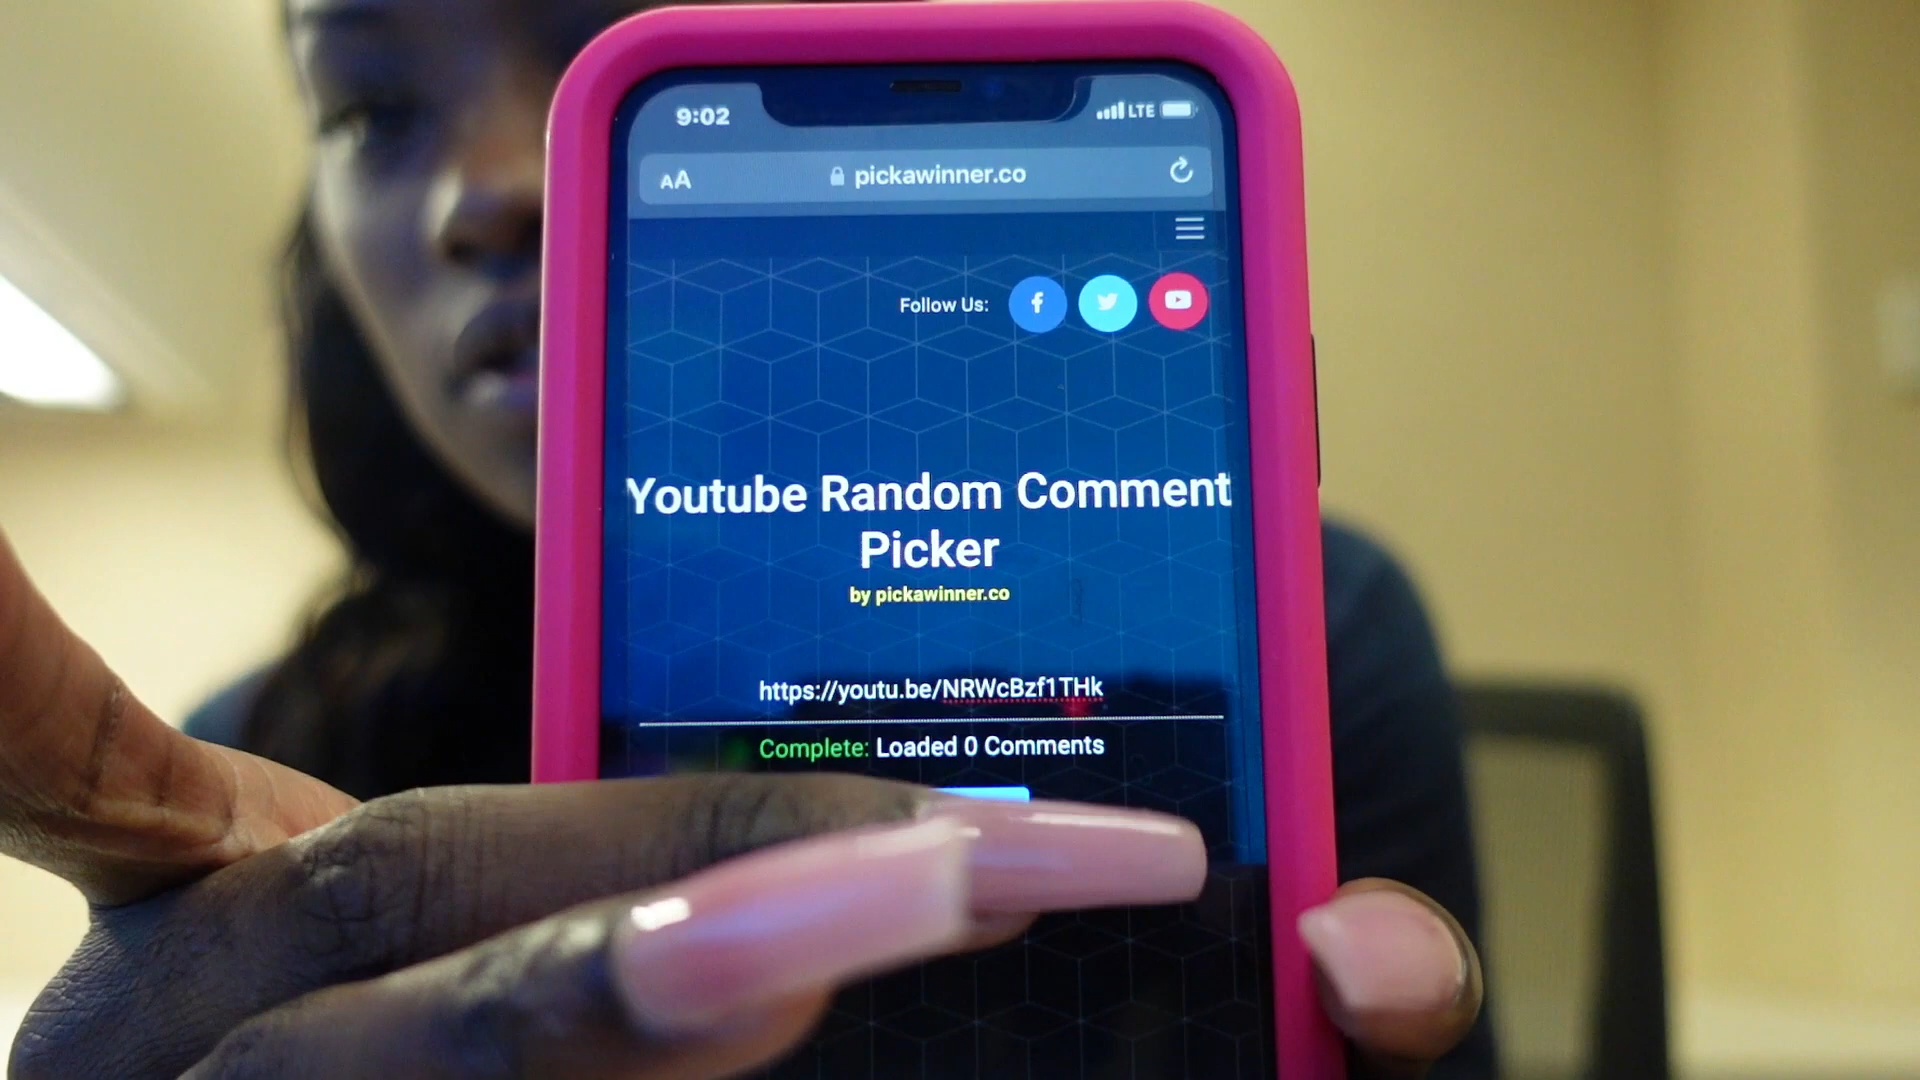 9:02
LTE
AA
pickawinner.co
Follow Us:
Youtube Random Comment
Picker
by pickawinner.co
https://youtu.be/NRWcBzf1THk
Complete: Loaded 0 Comments